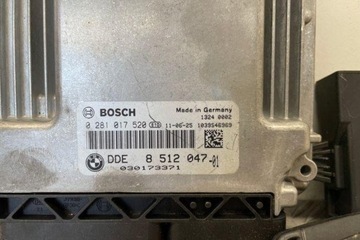 BOSCH
Made in Germany
1324 0002
0 281 017 520 11-06-25 1039S46969
DDE 8 512 047-01
030173371